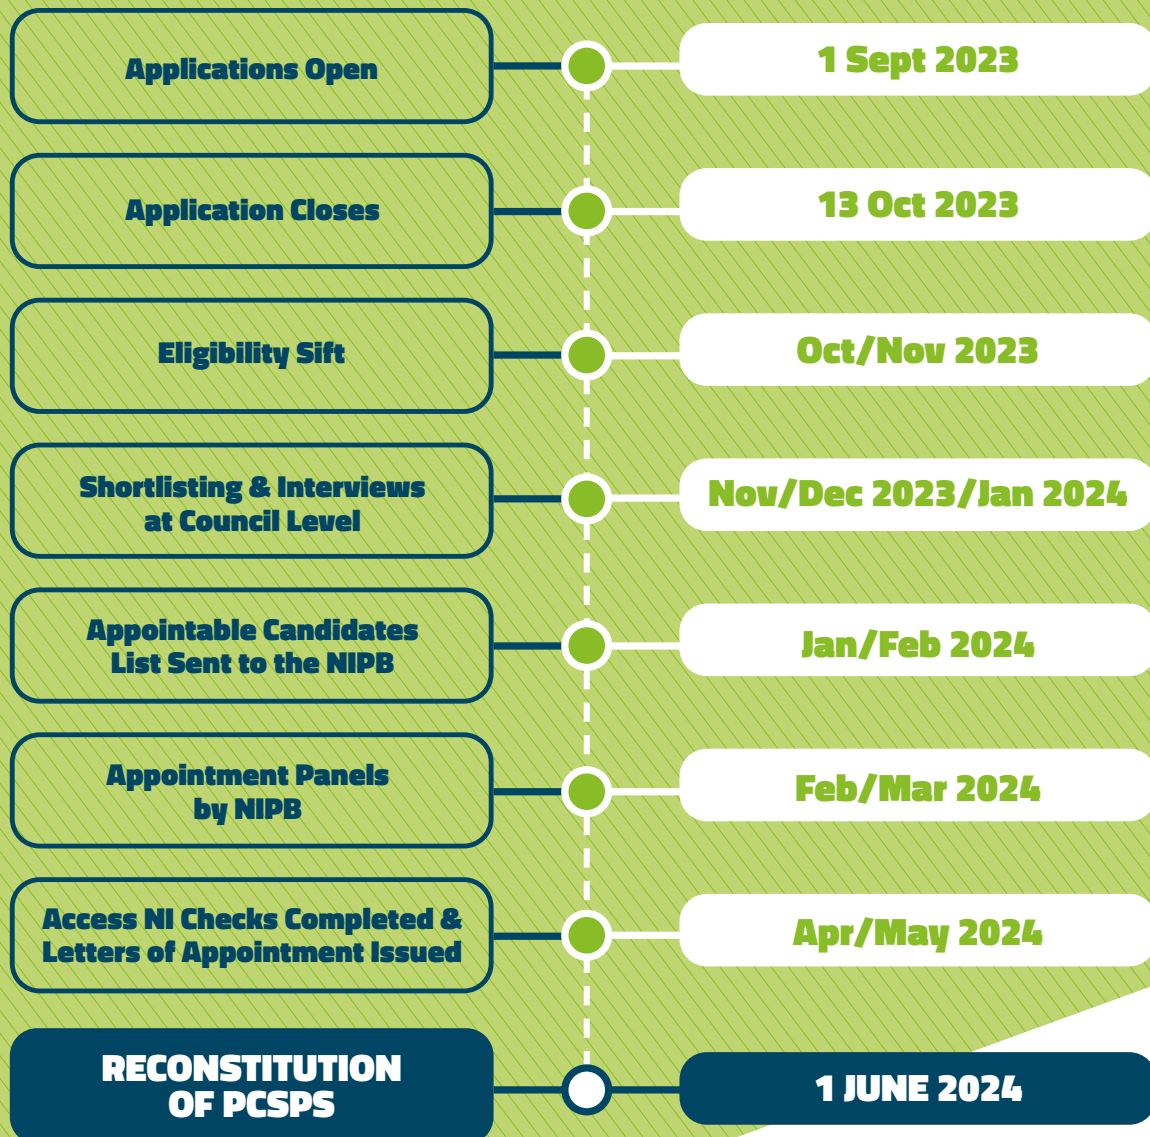 Applications Open
1 Sept 2023
Application Closes
13 Oct 2023
Eligibility Sift
Oct/Nov 2023
Shortlisting & Interviews
at Council Level
Nov/Dec 2023/Jan 2024
Appointable Candidates
List Sent to the NIPB
Jan/Feb 2024
Appointment Panels
by NIPB
Feb/Mar 2024
Access NI Checks Completed &
Letters of Appointment Issued
Apr/May 2024
RECONSTITUTION
OF PCSPS
1 JUNE 2024